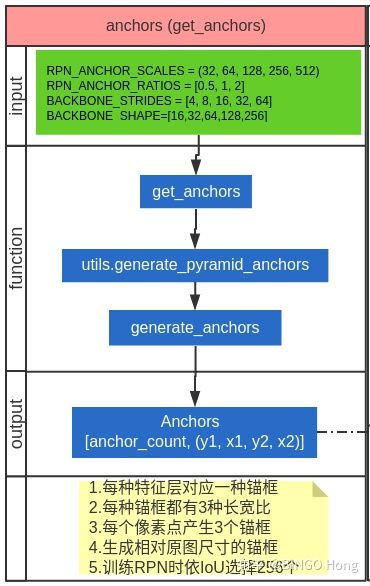 anchors (get_anchors)
input
RPN_ANCHOR_SCALES = (32, 64, 128, 256, 512)
RPN_ANCHOR_RATIOS = [0.5, 1, 2]
BACKBONE_STRIDES = [4, 8, 16, 32, 64]
BACKBONE_SHAPE=[16,32,64,128,256]
function
get_anchors
utils.generate_pyramid_anchors
generate_anchors
output
Anchors
[anchor_count, (y1, x1, y2, x2)]
1.每种特征层对应一种锚框
2.每种锚框都有3种长宽比
3.每个像素点产生3个锚框
4.生成相对原图尺寸的锚框
5.训练RPN时依IoU选择256个
Hong